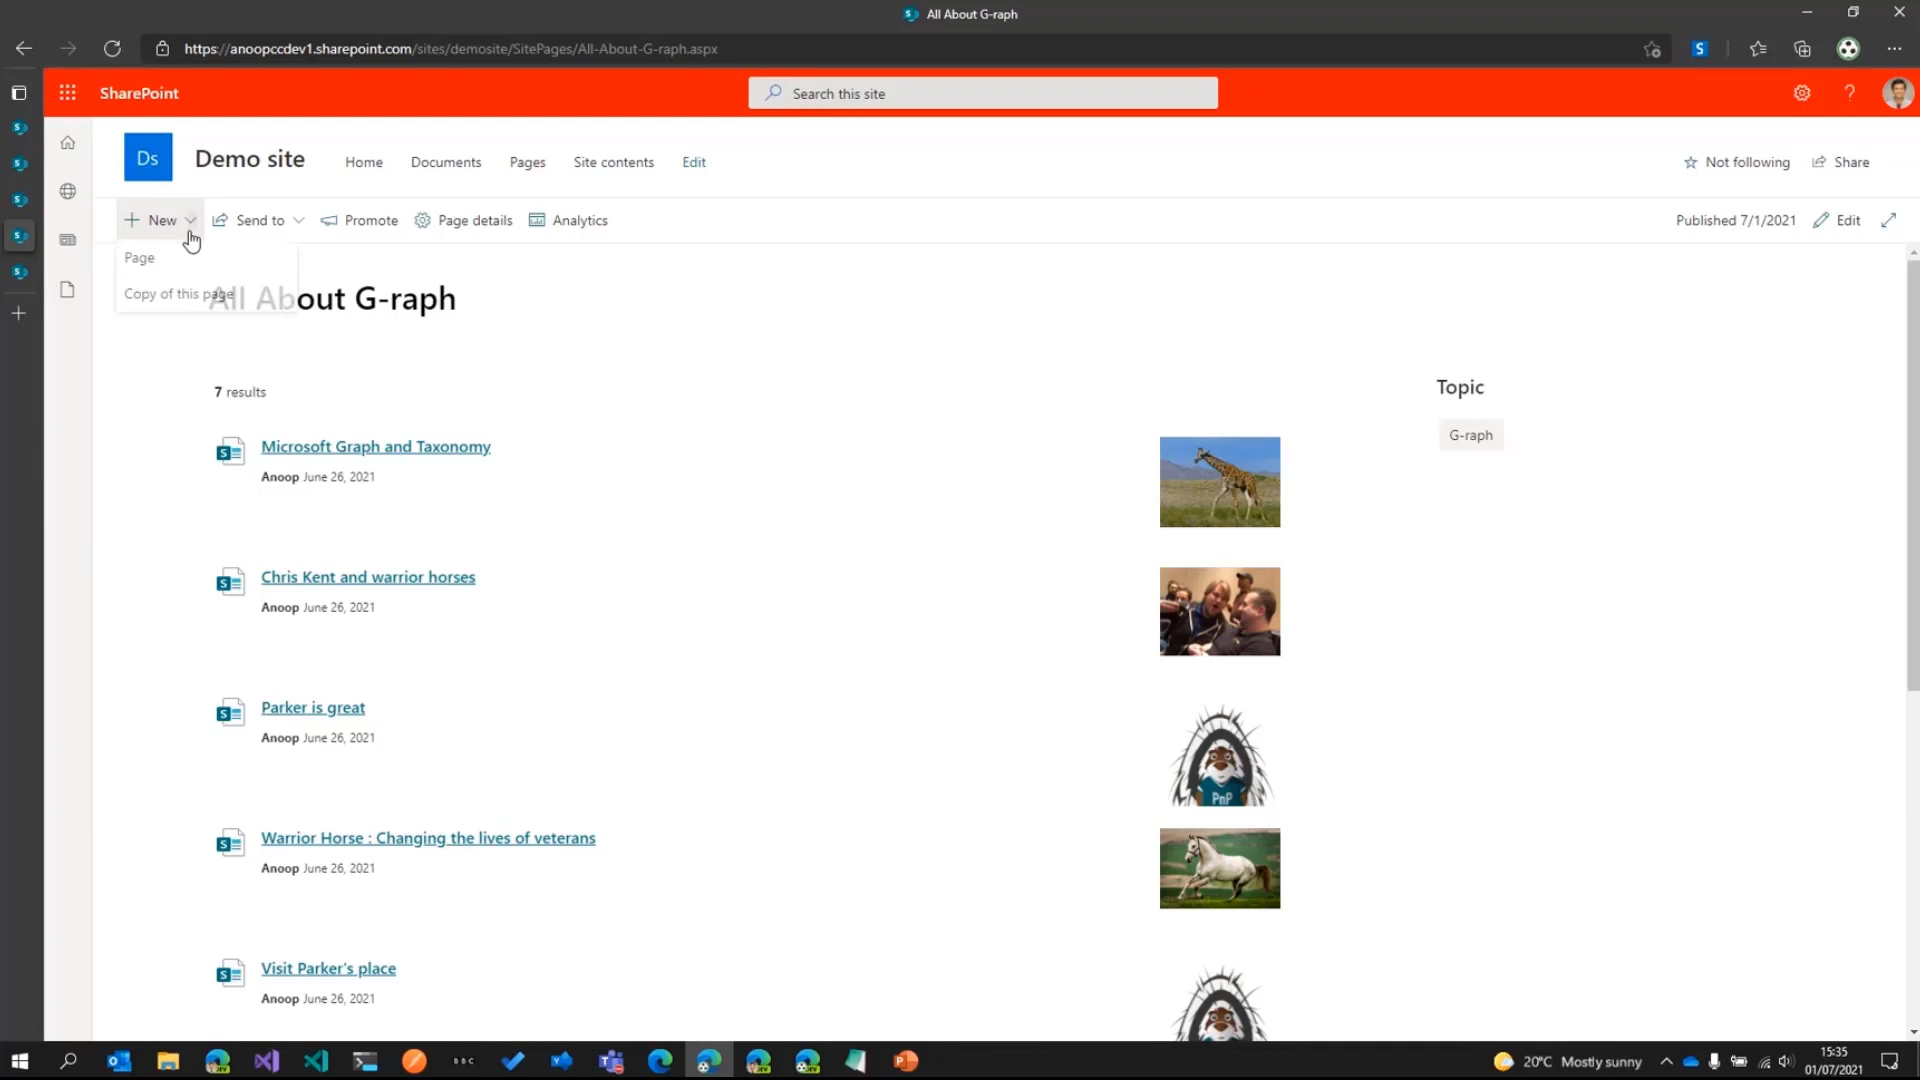 All About G-raph
https://anoopccdev1.sharepoint.com/sites/demosite/SitePages/All-About-G-raph.aspx
SharePoint
Search this site
Ds
Demo site
Home
Documents
Pages
Site contents
Edit
Not following
Share
New
Send to
Promote
Page details
Analytics
Published 7/1/2021
Edit
Page
Copy of this page
All About G-raph
7 results
Topic
G-raph
Microsoft Graph and Taxonomy
Anoop June 26, 2021
Chris Kent and warrior horses
Anoop June 26, 2021
Parker is great
Anoop June 26, 2021
PnP
Warrior Horse : Changing the lives of veterans
Anoop June 26, 2021
Visit Parker's place
Anoop June 26, 2021
20°C Mostly sunny
15:35
01/07/2021